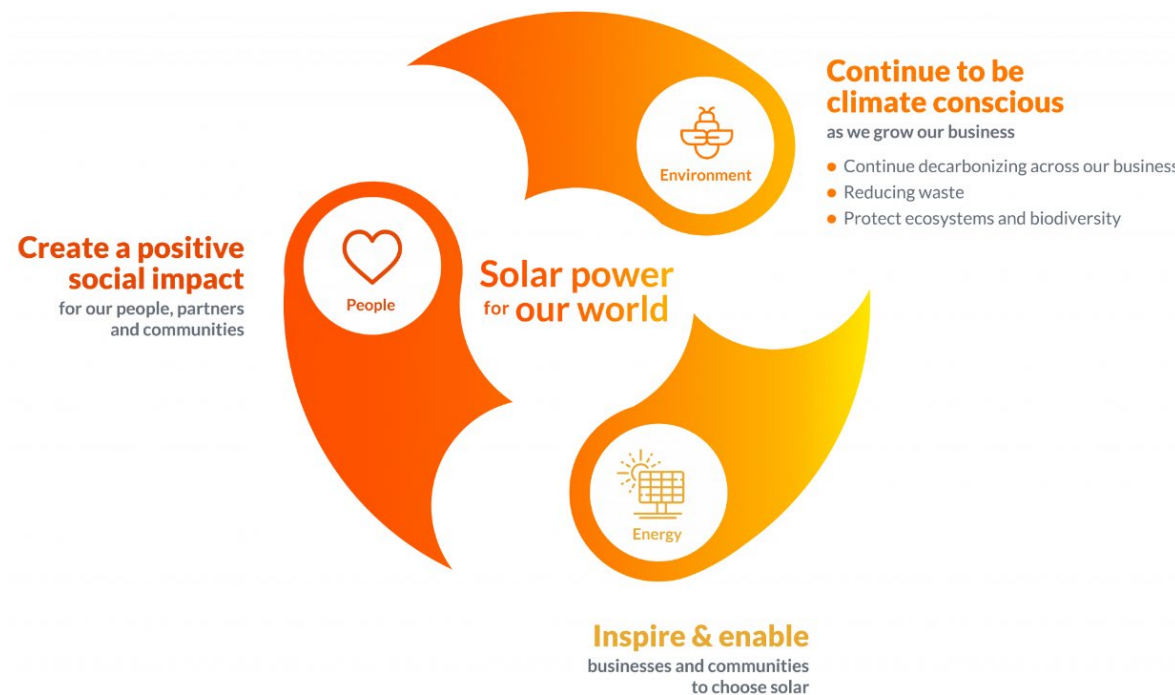 Continue to be
climate conscious
as we grow our business
Continue decarbonizing across our business
Reducing waste
Protect ecosystems and biodiversity
Environment
Create a positive
social impact
for our people, partners
and communities
People
Solar power
for our world
Energy
Inspire & enable
businesses and communities
to choose solar